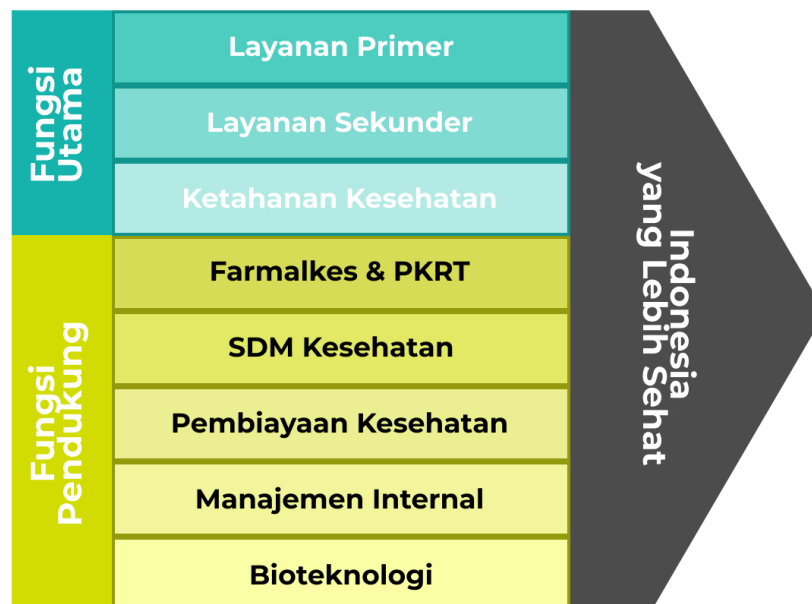 Fungsi
Utama
Layanan Primer
Layanan Sekunder
Ketahanan Kesehatan
Fungsi
Pendukung
Farmalkes & PKRT
SDM Kesehatan
Pembiayaan Kesehatan
Manajemen Internal
Bioteknologi
Indonesia
yang Lebih Sehat